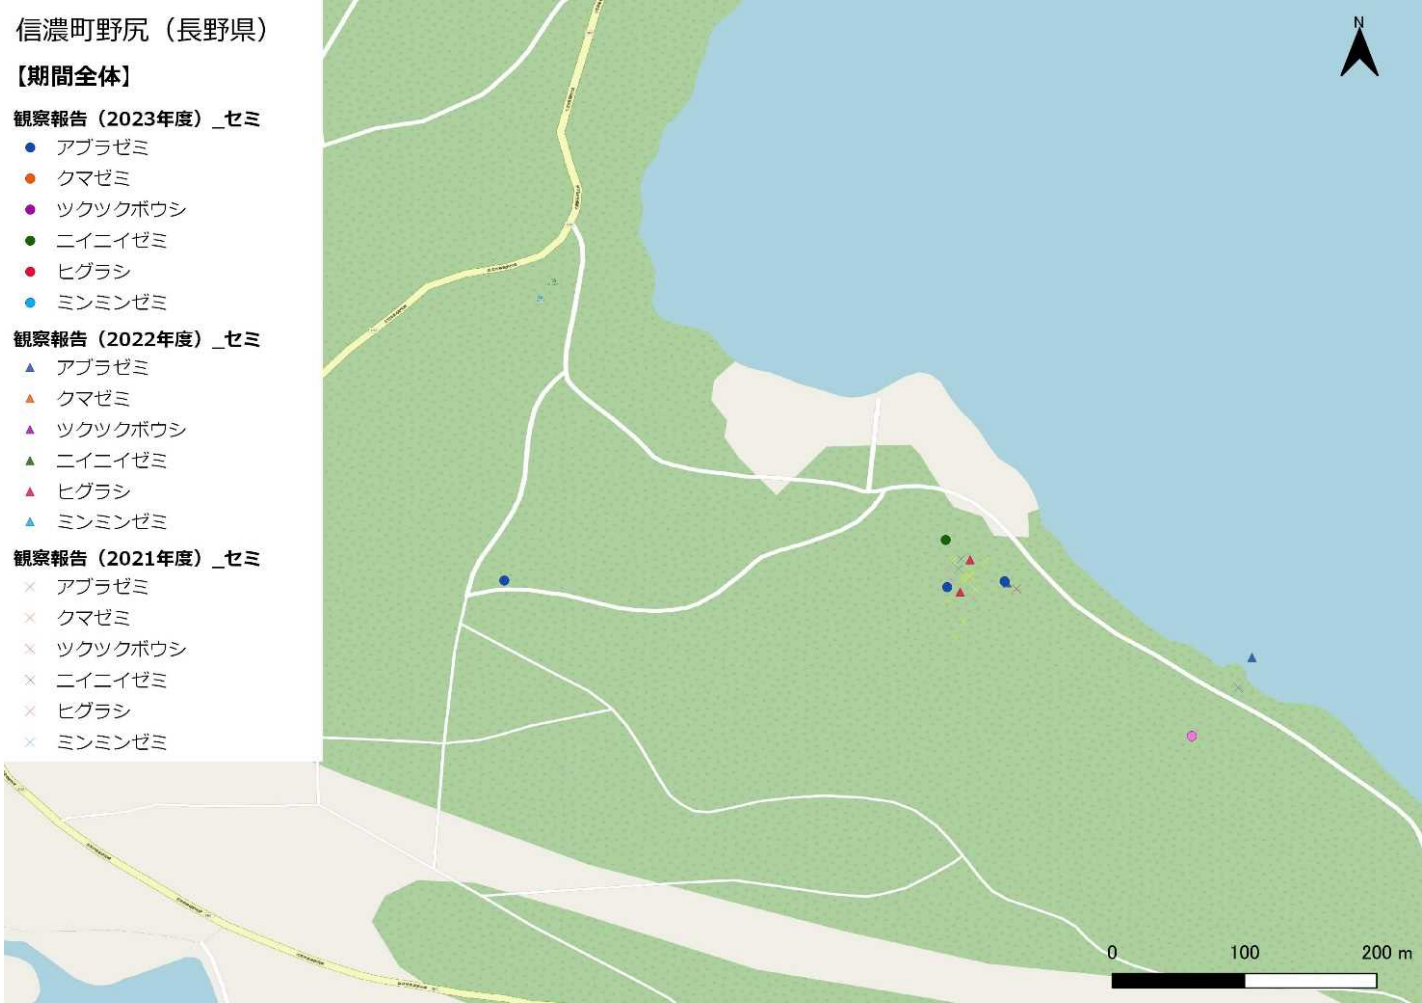 信濃町野尻（長野県）
【期間全体】
観察報告（2023年度）_セミ
アブラゼミ
クマゼミ
ツクツクボウシ
ニイニイゼミ
ヒグラシ
ミンミンゼミ
観察報告（2022年度）_セミ
アブラゼミ
クマゼミ
ツクツクボウシ
ニイニイゼミ
ヒグラシ
ミンミンゼミ
観察報告（2021年度）_セミ
アブラゼミ
クマゼミ
ツクツクボウシ
ニイニイゼミ
ヒグラシ
ミンミンゼミ
N
0 100 200 m